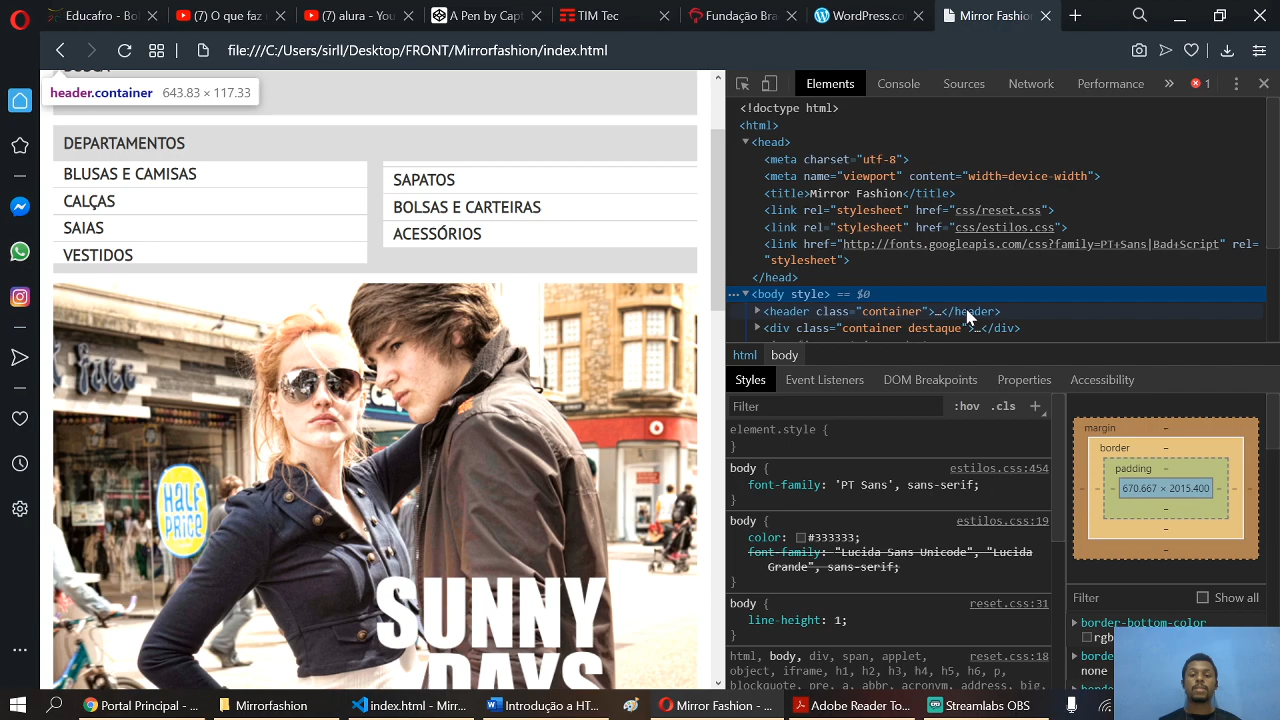 Educafro - Bol
(7) O que faz
(7) alura - You
A Pen by Capt
TIM Tec
Fundação Bra
WordPress.com
Mirror Fashion
file:///C:/Users/sirll/Desktop/FRONT/Mirrorfashion/index.html
header.container 643.83 × 117.33
DEPARTAMENTOS
BLUSAS E CAMISAS
CALÇAS
SAIAS
VESTIDOS
SAPATOS
BOLSAS E CARTEIRAS
ACESSÓRIOS
HALF
PRICE
SUNNY
DAYS
Elements Console Sources Network Performance » 1
<!doctype html>
<html>
<head>
<meta charset="utf-8">
<meta name="viewport" content="width=device-width">
<title>Mirror Fashion</title>
<link rel="stylesheet" href="css/reset.css">
<link rel="stylesheet" href="css/estilos.css">
<link href="http://fonts.googleapis.com/css?family=PT+Sans|Bad+Script" rel=
"stylesheet">
</head>
<body style> == $0
<header class="container">…</header>
<div class="container destaque">…</div>
html body
Styles Event Listeners DOM Breakpoints Properties Accessibility
Filter :hov .cls +
element.style {
}
body { estilos.css:454
font-family: 'PT Sans', sans-serif;
}
body { estilos.css:19
color: #333333;
font-family: "Lucida Sans Unicode", "Lucida
Grande", sans-serif;
}
body { reset.css:31
line-height: 1;
}
html, body, div, span, applet, reset.css:18
object, iframe, h1, h2, h3, h4, h5, h6, p,
blockquote, pre, a, abbr, acronym, address, big,
margin –
border –
padding –
670.667 × 2015.400
Filter Show all
border-bottom-color
rgb
bord
none
Portal Principal - ...
Mirrorfashion
index.html - Mirr...
Introdução a HT...
Mirror Fashion - ...
Adobe Reader To...
Streamlabs OBS